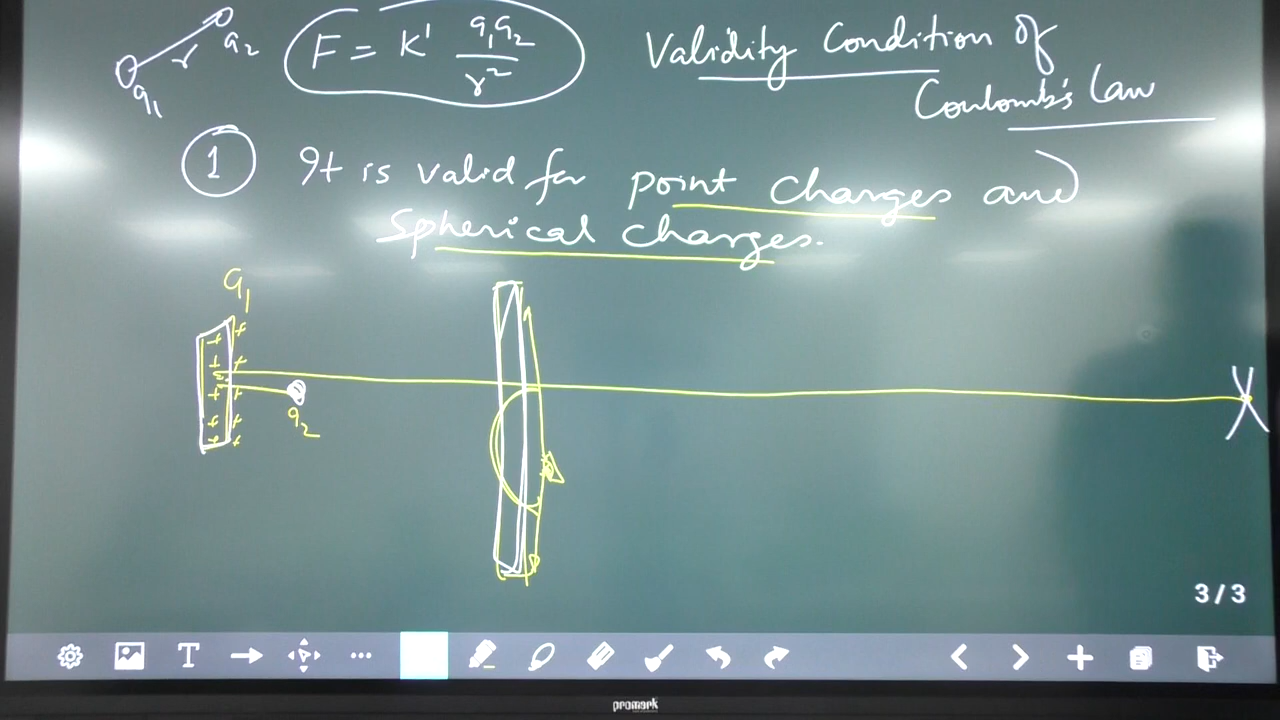 F = K' q₁q₂ / r²
Validity Condition of
q₂
r
q₁
Coulomb's Law
1 It is valid for point charges and
Spherical charges.
q₁
+ +
+ +
+ +
+ +
+ +
q₂
3/3
T
promark